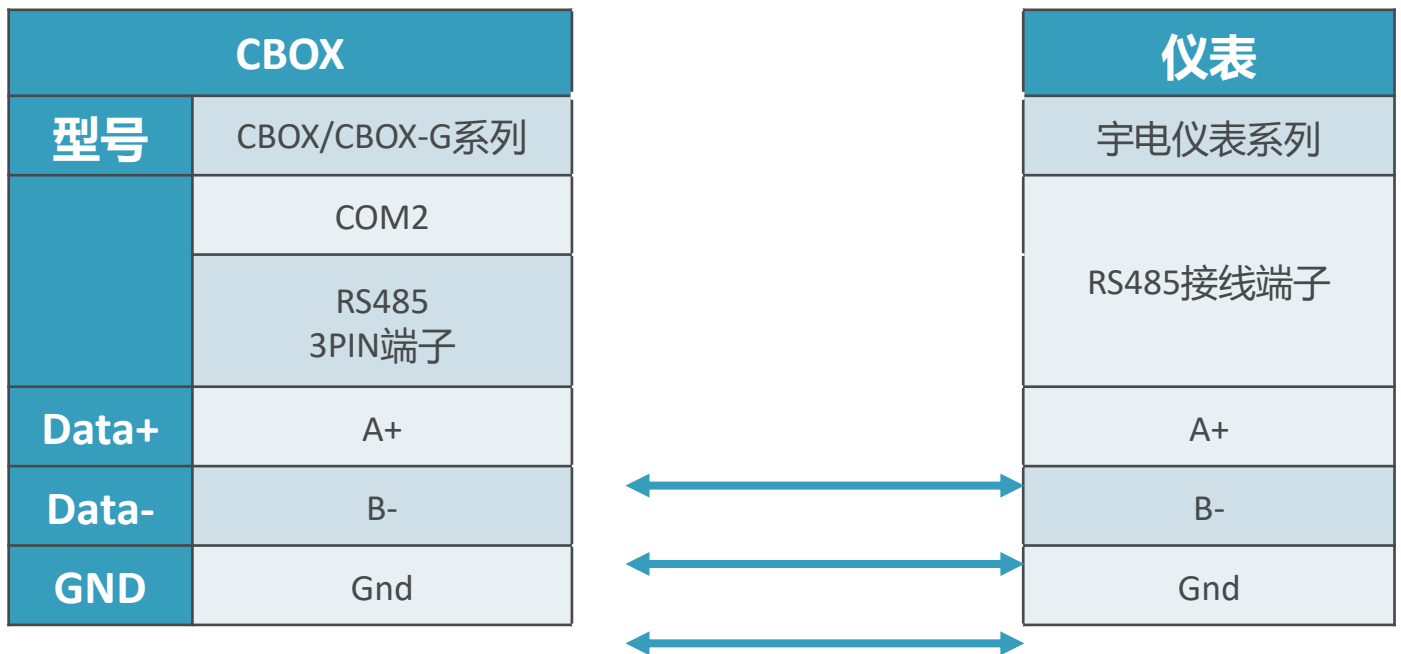 CBOX
仪表
型号
CBOX/CBOX-G系列
宇电仪表系列
COM2
RS485
3PIN端子
RS485接线端子
Data+
A+
A+
Data-
B-
B-
GND
Gnd
Gnd